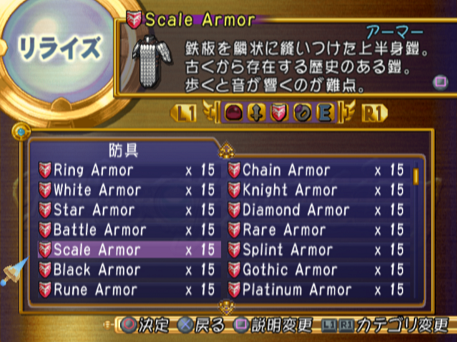 Scale Armor
リライズ
アーマー
鉄板を鱗状に縫いつけた上半身鎧。
古くから存在する歴史のある鎧。
歩くと音が響くのが難点。
L1 E R1
防具
Ring Armor x 15 Chain Armor x 15
White Armor x 15 Knight Armor x 15
Star Armor x 15 Diamond Armor x 15
Battle Armor x 15 Rare Armor x 15
Scale Armor x 15 Splint Armor x 15
Black Armor x 15 Gothic Armor x 15
Rune Armor x 15 Platinum Armor x 15
決定 戻る 説明変更 L1 R1 カテゴリ変更